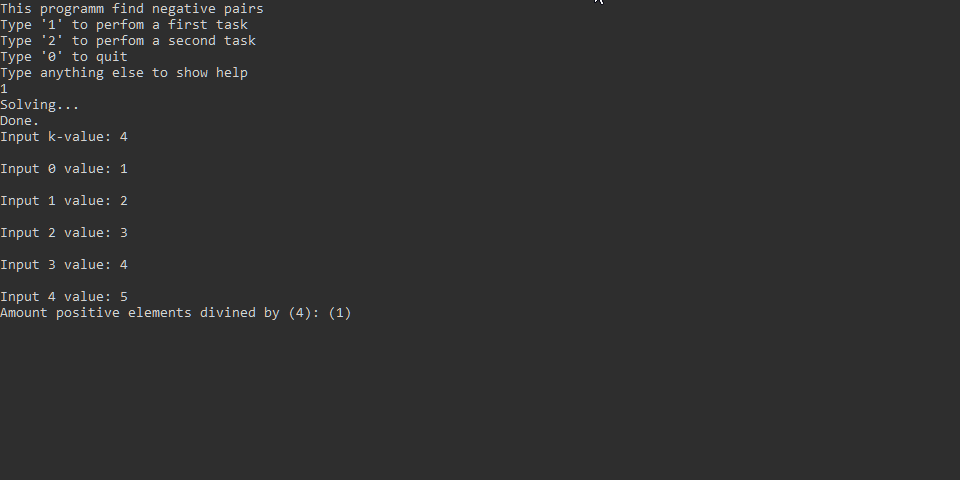 This programm find negative pairs
Type '1' to perfom a first task
Type '2' to perfom a second task
Type '0' to quit
Type anything else to show help
1
Solving...
Done.
Input k-value: 4
Input 0 value: 1
Input 1 value: 2
Input 2 value: 3
Input 3 value: 4
Input 4 value: 5
Amount positive elements divined by (4): (1)